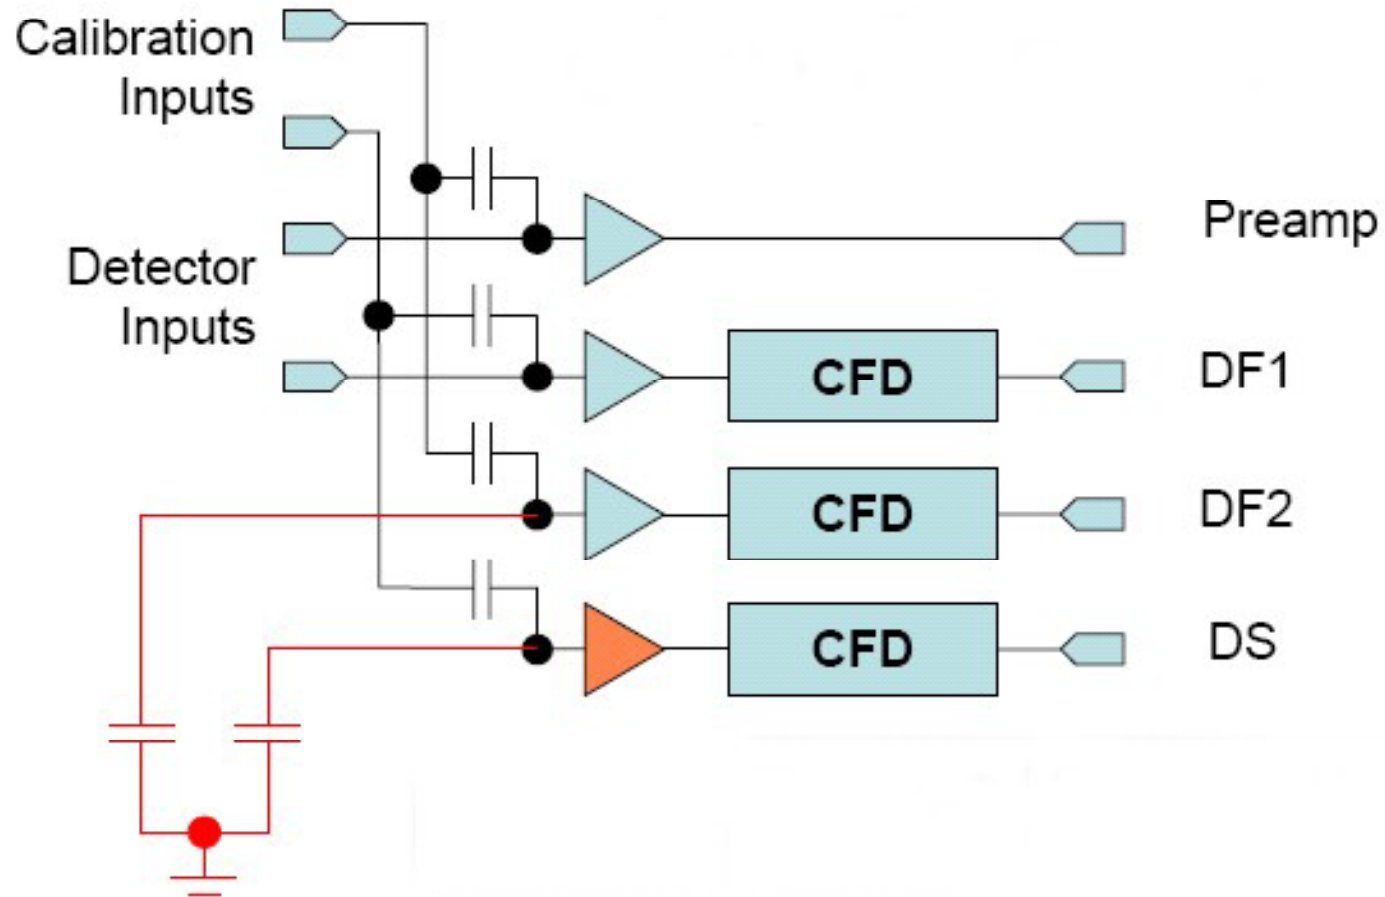 Calibration
Inputs
Preamp
Detector
Inputs
CFD
DF1
CFD
DF2
CFD
DS